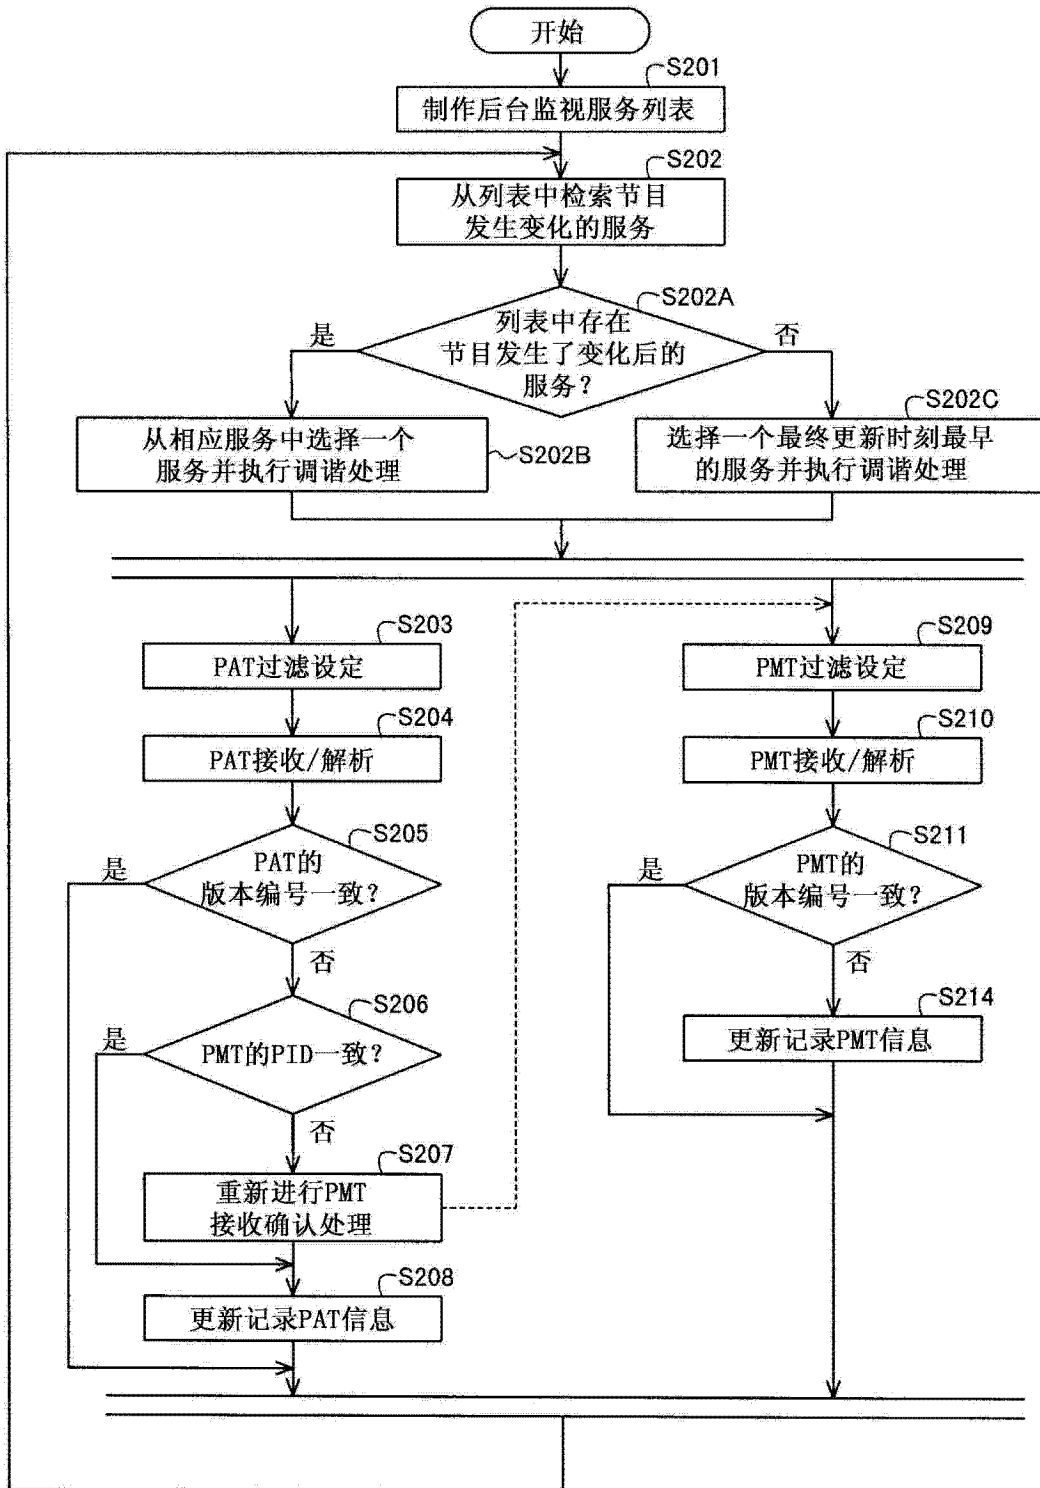 开始
S201
制作后台监视服务列表
S202
从列表中检索节目
发生变化的服务
S202A
列表中存在
节目发生了变化后的
服务?
是
否
从相应服务中选择一个
服务并执行调谐处理
S202B
S202C
选择一个最终更新时刻最早
的服务并执行调谐处理
S203
PAT过滤设定
S204
PAT接收/解析
S205
PAT的
版本编号一致?
是
否
S206
PMT的PID一致?
是
否
S207
重新进行PMT
接收确认处理
S208
更新记录PAT信息
S209
PMT过滤设定
S210
PMT接收/解析
S211
PMT的
版本编号一致?
是
否
S214
更新记录PMT信息